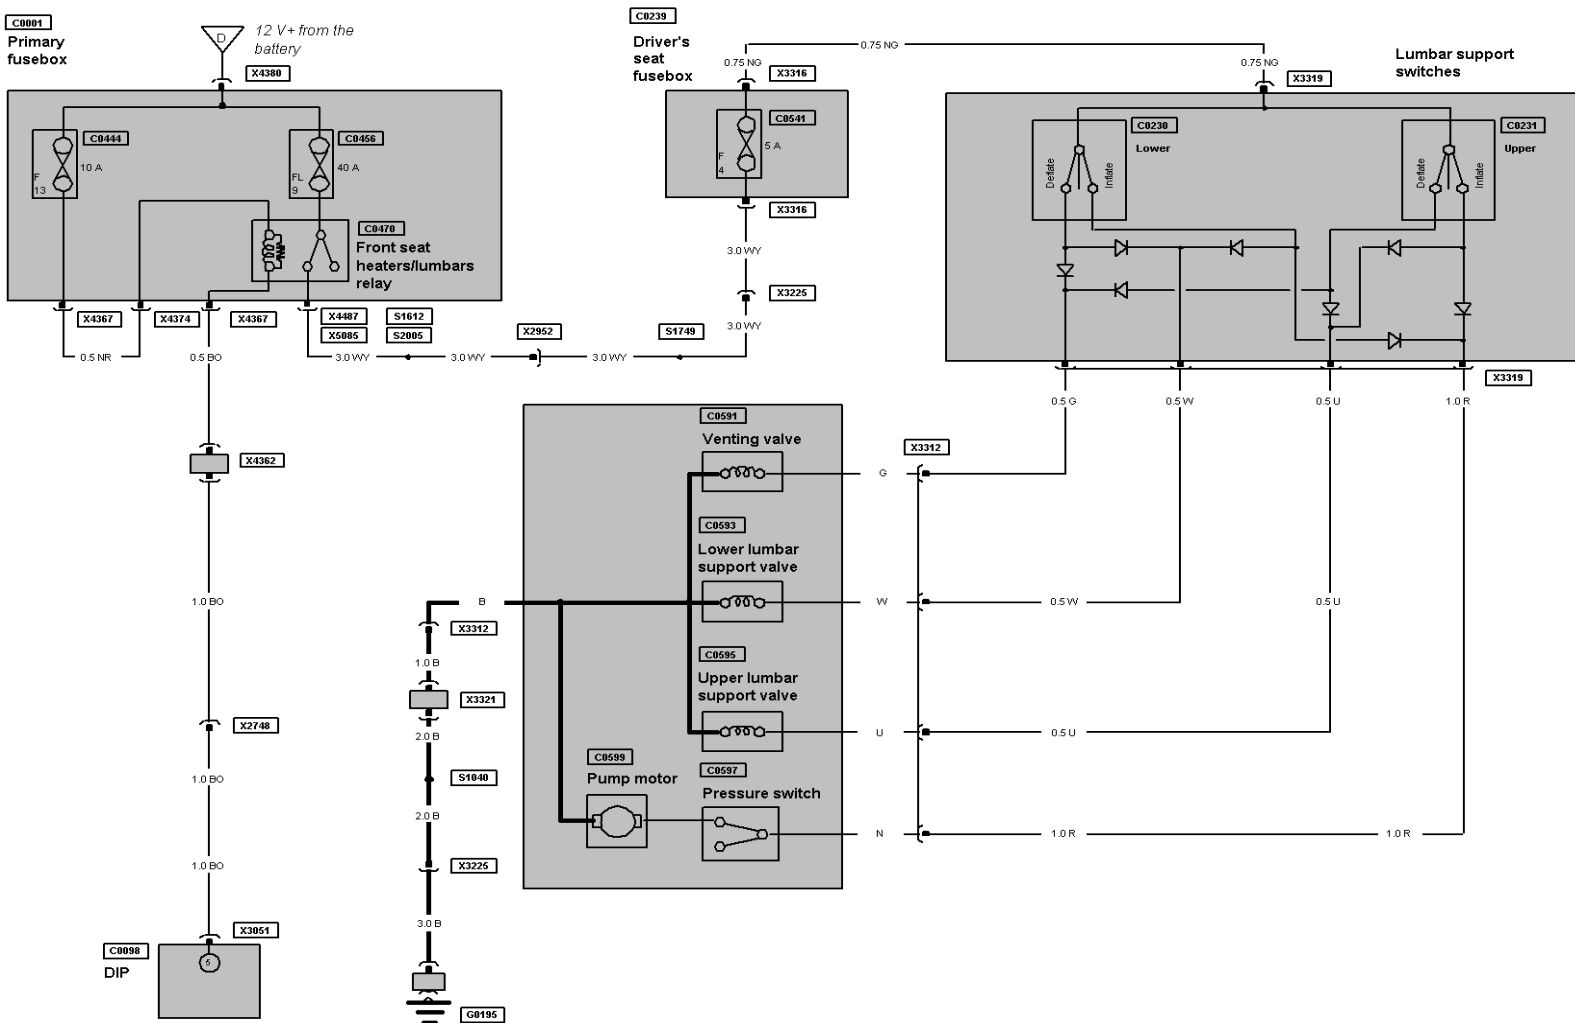 C0001
Primary
fusebox
D
12 V+ from the
battery
X4380
C0239
Driver's
seat
fusebox
0.75 NG
0.75 NG
0.75 NG
X3316
X3319
Lumbar support
switches
C0444
10 A
F
13
C0456
40 A
FL
9
C0541
5 A
F
4
C0230
Lower
Deflate
Inflate
C0231
Upper
Deflate
Inflate
C0470
Front seat
heaters/lumbars
relay
X3316
3.0 WY
X3225
3.0 WY
X4367
X4374
X4367
X4487
S1612
X5085
S2005
X2952
S1749
0.5 NR
0.5 BO
3.0 WY
3.0 WY
3.0 WY
X3319
0.5 G
0.5 W
0.5 U
1.0 R
C0591
Venting valve
X3312
G
X4362
C0593
Lower lumbar
support valve
1.0 BO
B
W
0.5 W
0.5 U
X3312
1.0 B
C0595
Upper lumbar
support valve
X3321
X2748
2.0 B
U
0.5 U
1.0 BO
S1040
C0599
Pump motor
C0597
Pressure switch
2.0 B
N
1.0 R
1.0 R
1.0 BO
X3225
3.0 B
X3051
C0098
DIP
5
G0195